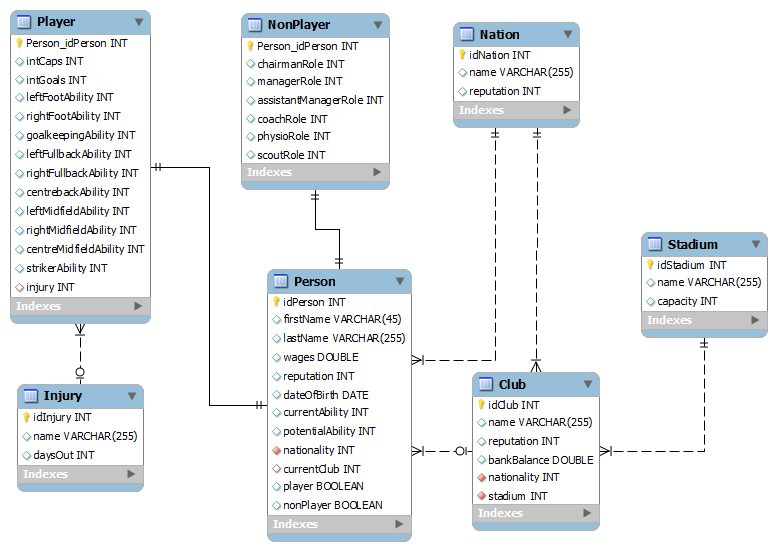 Player
Person_idPerson INT
intCaps INT
intGoals INT
leftFootAbility INT
rightFootAbility INT
goalkeepingAbility INT
leftFullbackAbility INT
rightFullbackAbility INT
centrebackAbility INT
leftMidfieldAbility INT
rightMidfieldAbility INT
centreMidfieldAbility INT
strikerAbility INT
injury INT
Indexes
NonPlayer
Person_idPerson INT
chairmanRole INT
managerRole INT
assistantManagerRole INT
coachRole INT
physioRole INT
scoutRole INT
Indexes
Nation
idNation INT
name VARCHAR(255)
reputation INT
Indexes
Stadium
idStadium INT
name VARCHAR(255)
capacity INT
Indexes
Person
idPerson INT
firstName VARCHAR(45)
lastName VARCHAR(255)
wages DOUBLE
reputation INT
dateOfBirth DATE
currentAbility INT
potentialAbility INT
nationality INT
currentClub INT
player BOOLEAN
nonPlayer BOOLEAN
Indexes
Club
idClub INT
name VARCHAR(255)
reputation INT
bankBalance DOUBLE
nationality INT
stadium INT
Indexes
Injury
idInjury INT
name VARCHAR(255)
daysOut INT
Indexes